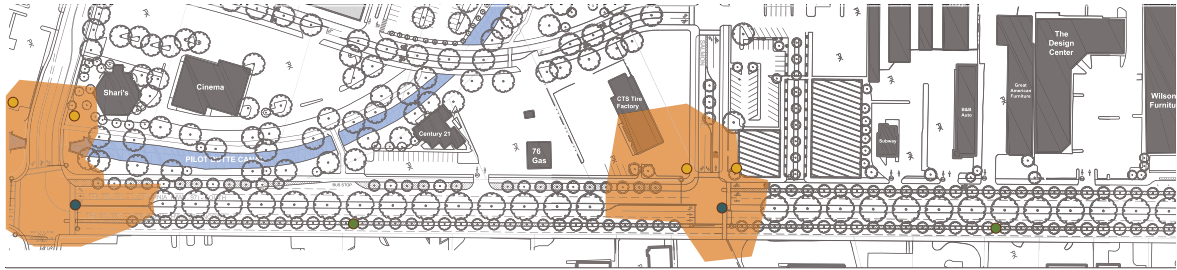 Shari's
Cinema
PILOT BUTTE CANAL
Century 21
76
Gas
CTS Tire
Factory
BUS STOP
Subway
B&B
Auto
Great
American
Furniture
The
Design
Center
Wilson
Furnitu